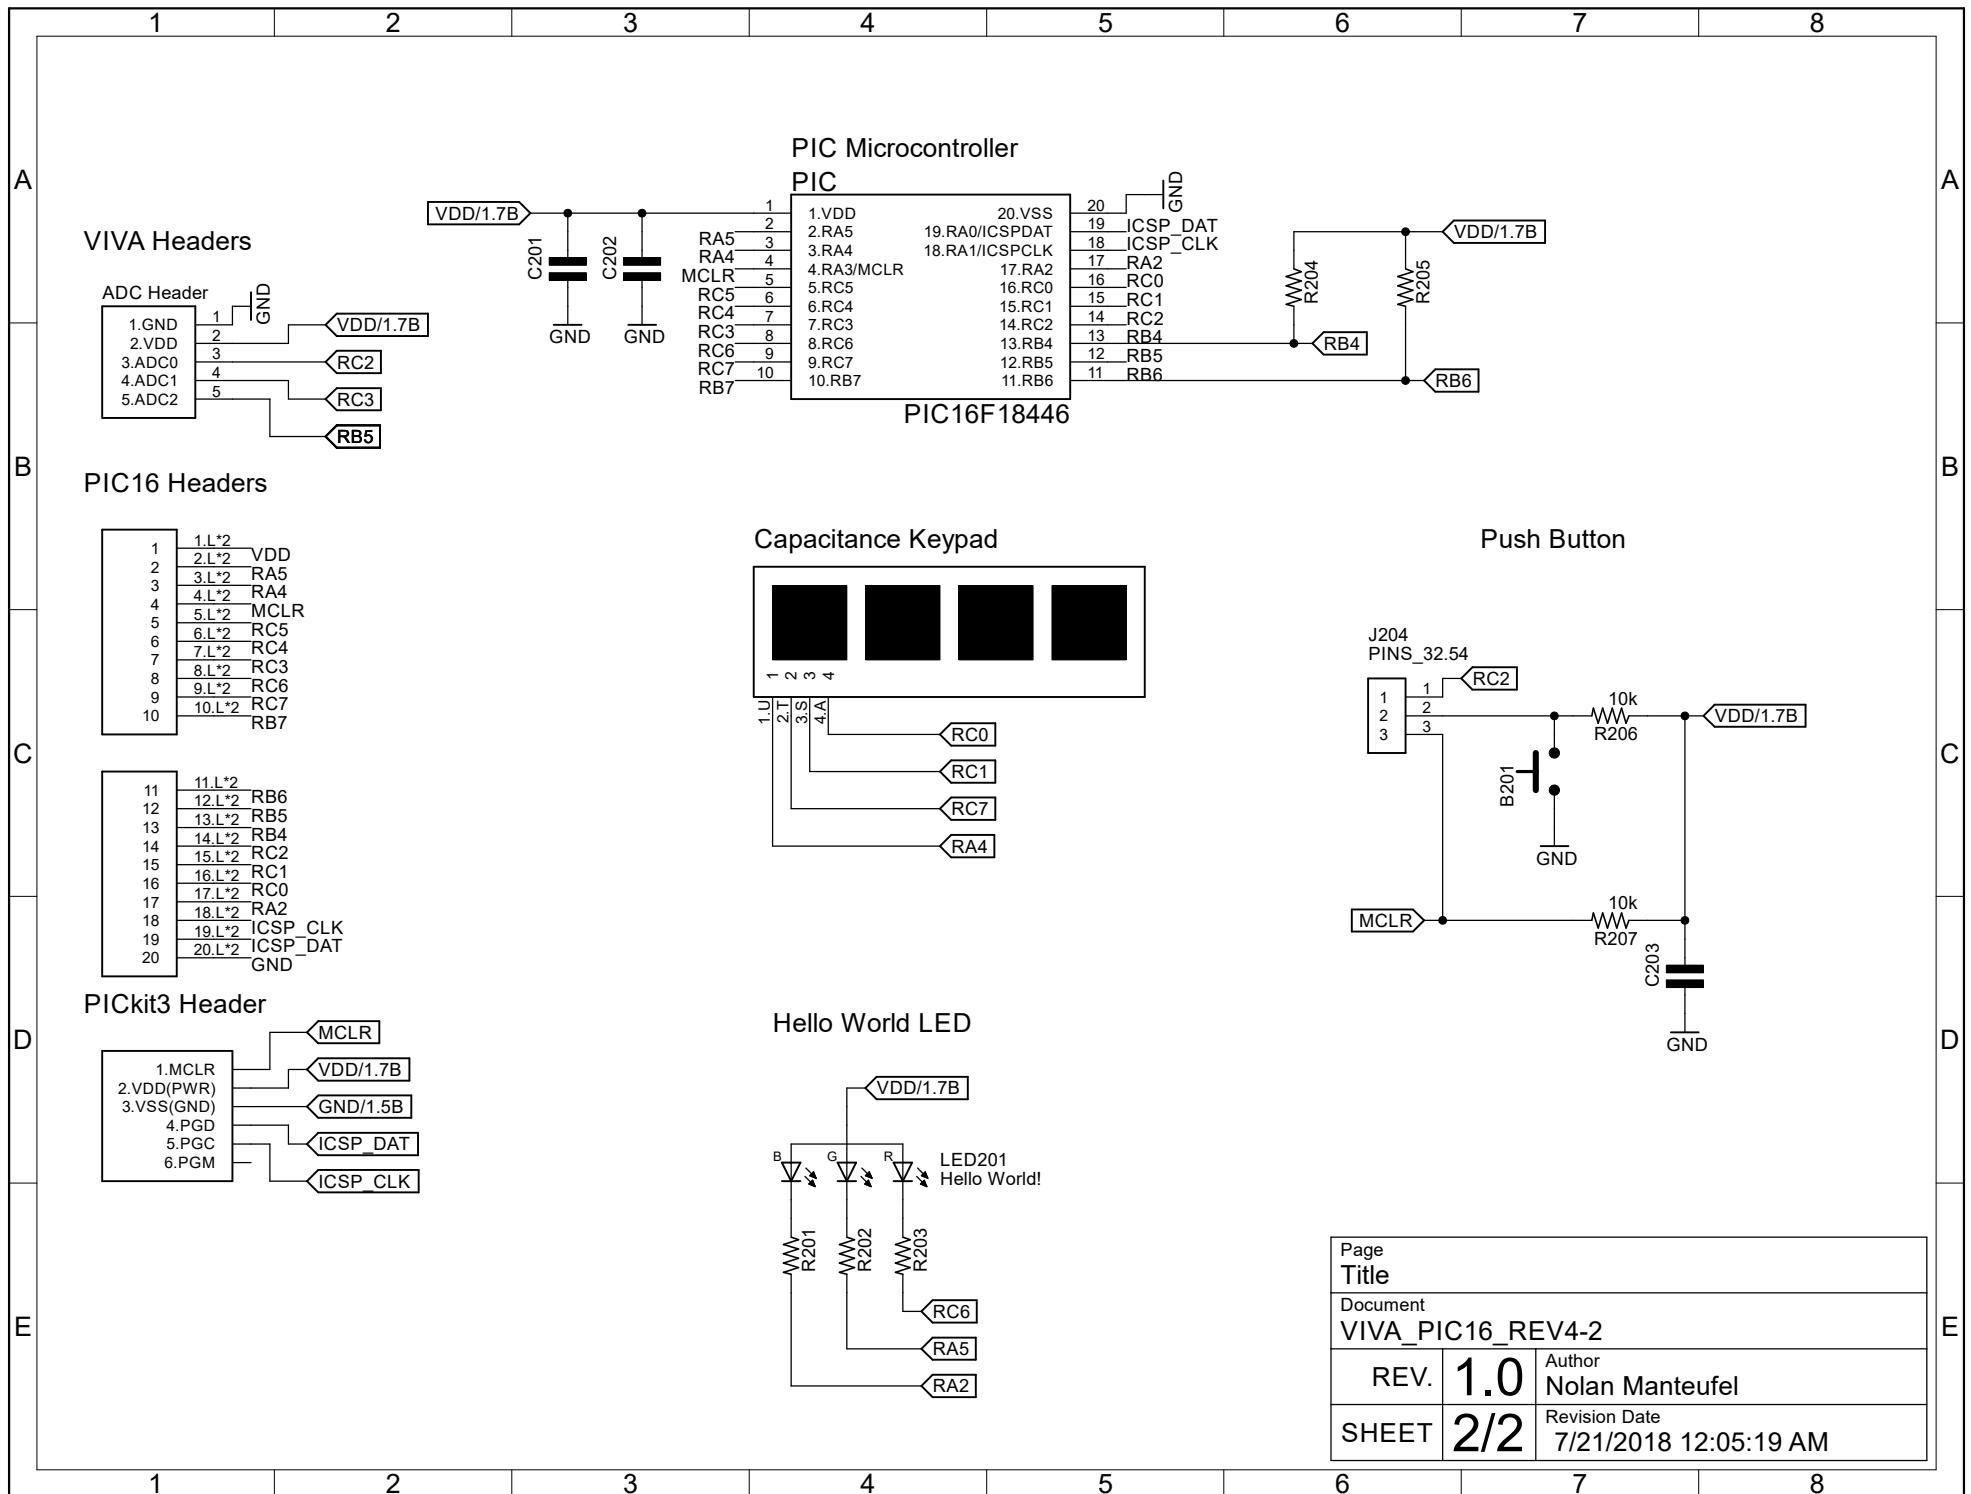 1 2 3 4 5 6 7 8
A A
B B
C C
D D
E E
VIVA Headers
ADC Header
1.GND 1 GND
2.VDD 2 VDD/1.7B
3.ADC0 3 RC2
4.ADC1 4 RC3
5.ADC2 5 RB5
PIC16 Headers
1 1.L*2 VDD
2 2.L*2 RA5
3 3.L*2 RA4
4 4.L*2 MCLR
5 5.L*2 RC5
6 6.L*2 RC4
7 7.L*2 RC3
8 8.L*2 RC6
9 9.L*2 RC7
10 10.L*2 RB7
11 11.L*2 RB6
12 12.L*2 RB5
13 13.L*2 RB4
14 14.L*2 RC2
15 15.L*2 RC1
16 16.L*2 RC0
17 17.L*2 RA2
18 18.L*2 ICSP_CLK
19 19.L*2 ICSP_DAT
20 20.L*2 GND
PICkit3 Header
1.MCLR MCLR
2.VDD(PWR) VDD/1.7B
3.VSS(GND) GND/1.5B
4.PGD ICSP_DAT
5.PGC ICSP_CLK
6.PGM
PIC Microcontroller
PIC
VDD/1.7B
C201 C202
GND GND
1 1.VDD 20.VSS 20 GND
RA5 2 2.RA5 19.RA0/ICSPDAT 19 ICSP_DAT
RA4 3 3.RA4 18.RA1/ICSPCLK 18 ICSP_CLK
MCLR 4 4.RA3/MCLR 17.RA2 17 RA2
RC5 5 5.RC5 16.RC0 16 RC0
RC4 6 6.RC4 15.RC1 15 RC1
RC3 7 7.RC3 14.RC2 14 RC2
RC6 8 8.RC6 13.RB4 13 RB4
RC7 9 9.RC7 12.RB5 12 RB5
RB7 10 10.RB7 11.RB6 11 RB6
PIC16F18446
VDD/1.7B
R204 R205
RB4
RB6
Capacitance Keypad
1 2 3 4
1.U 2.T 3.S 4.A
RC0
RC1
RC7
RA4
Push Button
J204
PINS_32.54
1 1 RC2
2 2
3 3
10k
R206
VDD/1.7B
B201
GND
MCLR
10k
R207
C203
GND
Hello World LED
VDD/1.7B
B G R
LED201
Hello World!
R201 R202 R203
RC6
RA5
RA2
Page
Title
Document
VIVA_PIC16_REV4-2
REV. 1.0
Author
Nolan Manteufel
SHEET 2/2
Revision Date
7/21/2018 12:05:19 AM
1 2 3 4 5 6 7 8